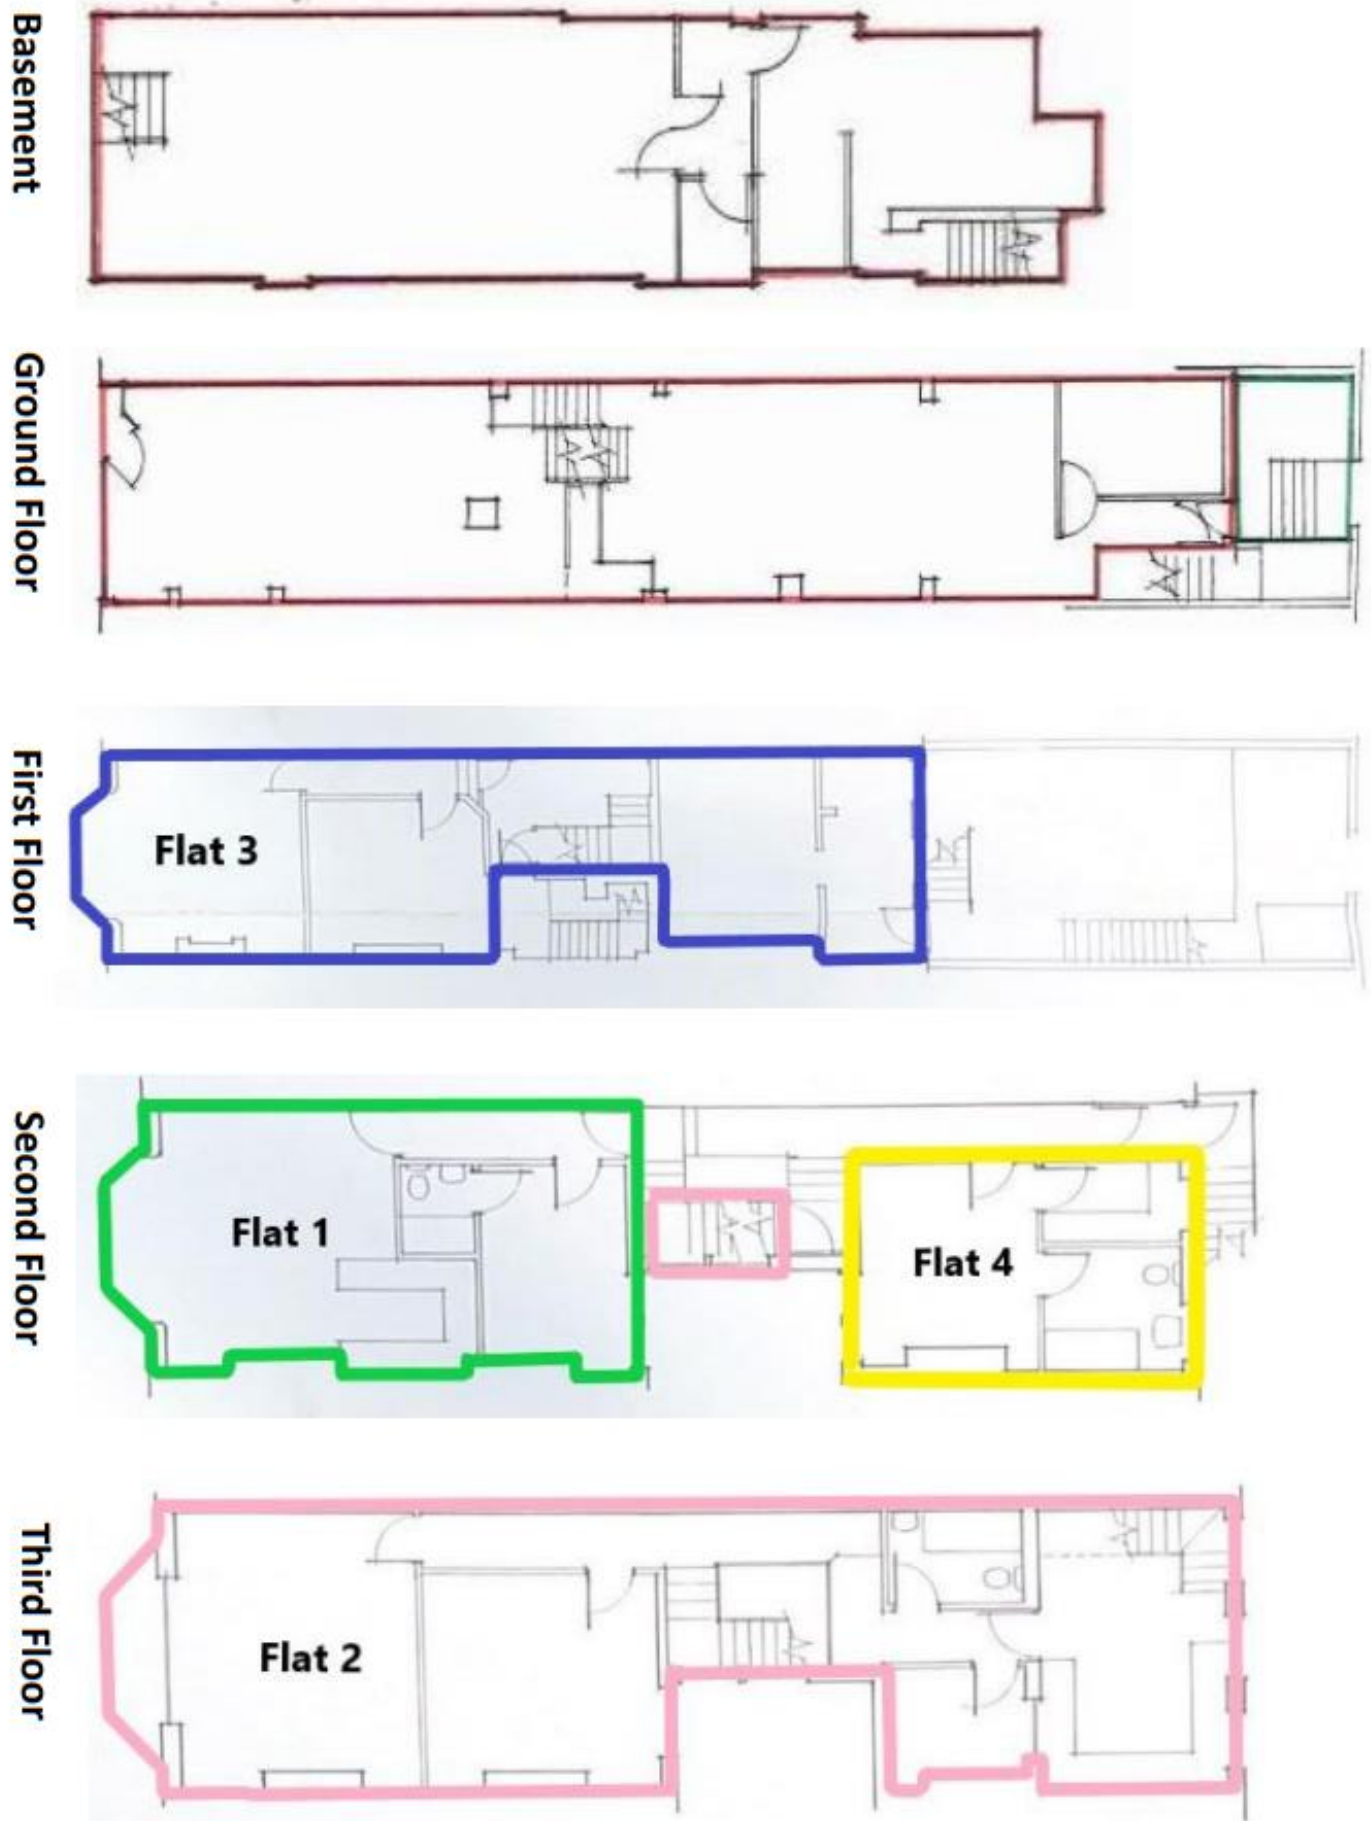 Basement
Ground Floor
First Floor
Flat 3
Second Floor
Flat 1
Flat 4
Third Floor
Flat 2